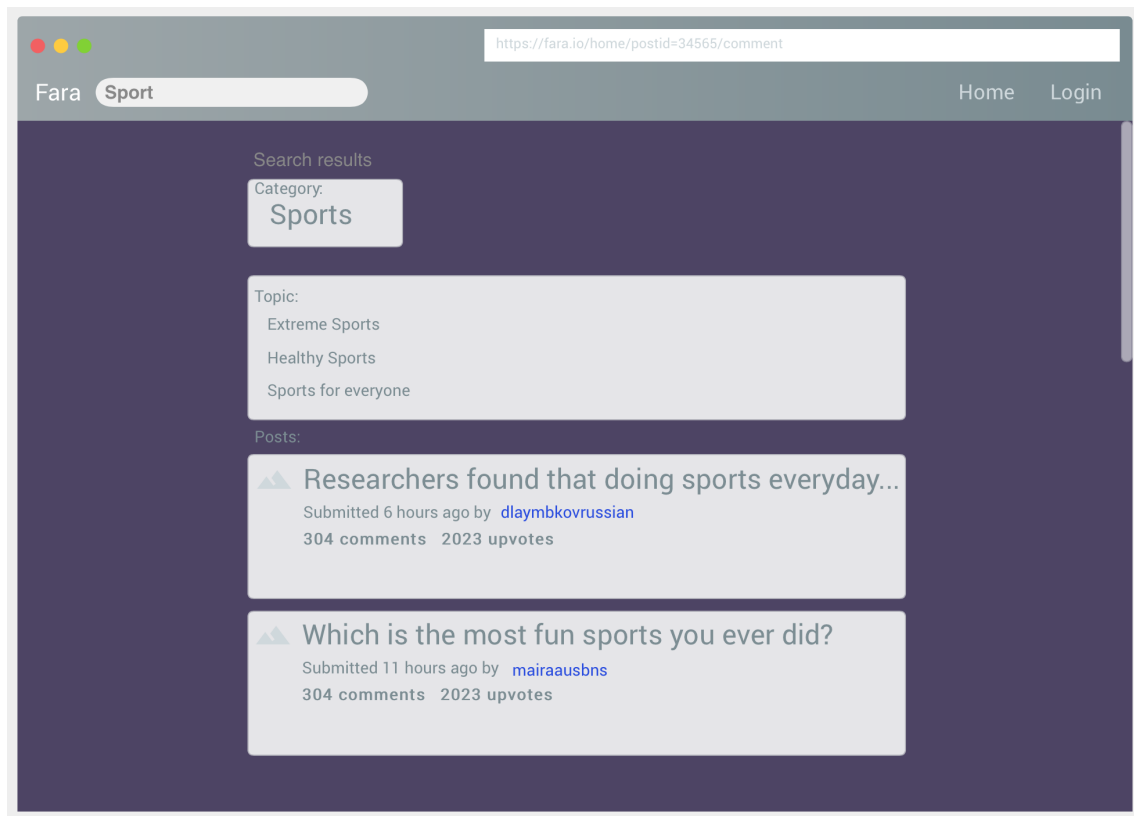 https://fara.io/home/postid=34565/comment
Fara Sport Home Login
Search results
Category:
Sports
Topic:
Extreme Sports
Healthy Sports
Sports for everyone
Posts:
Researchers found that doing sports everyday...
Submitted 6 hours ago by dlaymbkovrussian
304 comments 2023 upvotes
Which is the most fun sports you ever did?
Submitted 11 hours ago by mairaausbns
304 comments 2023 upvotes